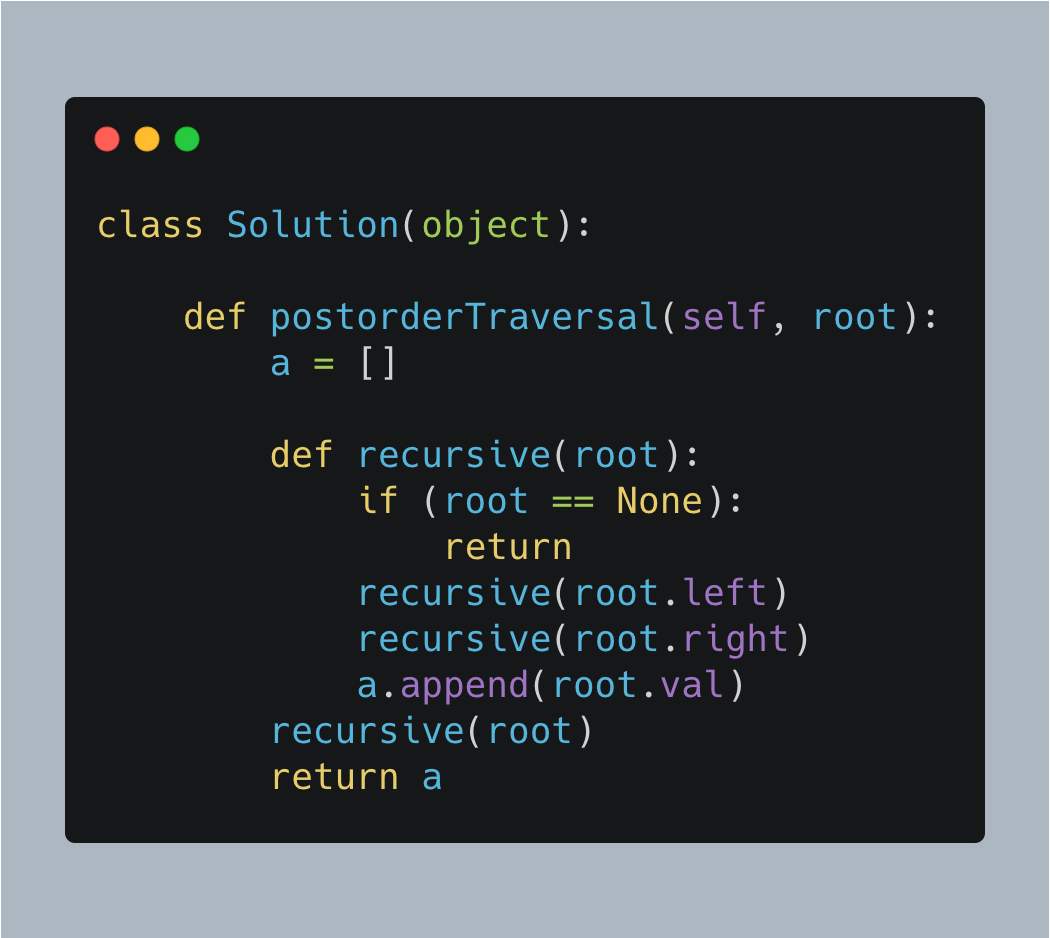 class Solution(object):
    def postorderTraversal(self, root):
        a = []
        def recursive(root):
            if (root == None):
                return
            recursive(root.left)
            recursive(root.right)
            a.append(root.val)
        recursive(root)
        return a